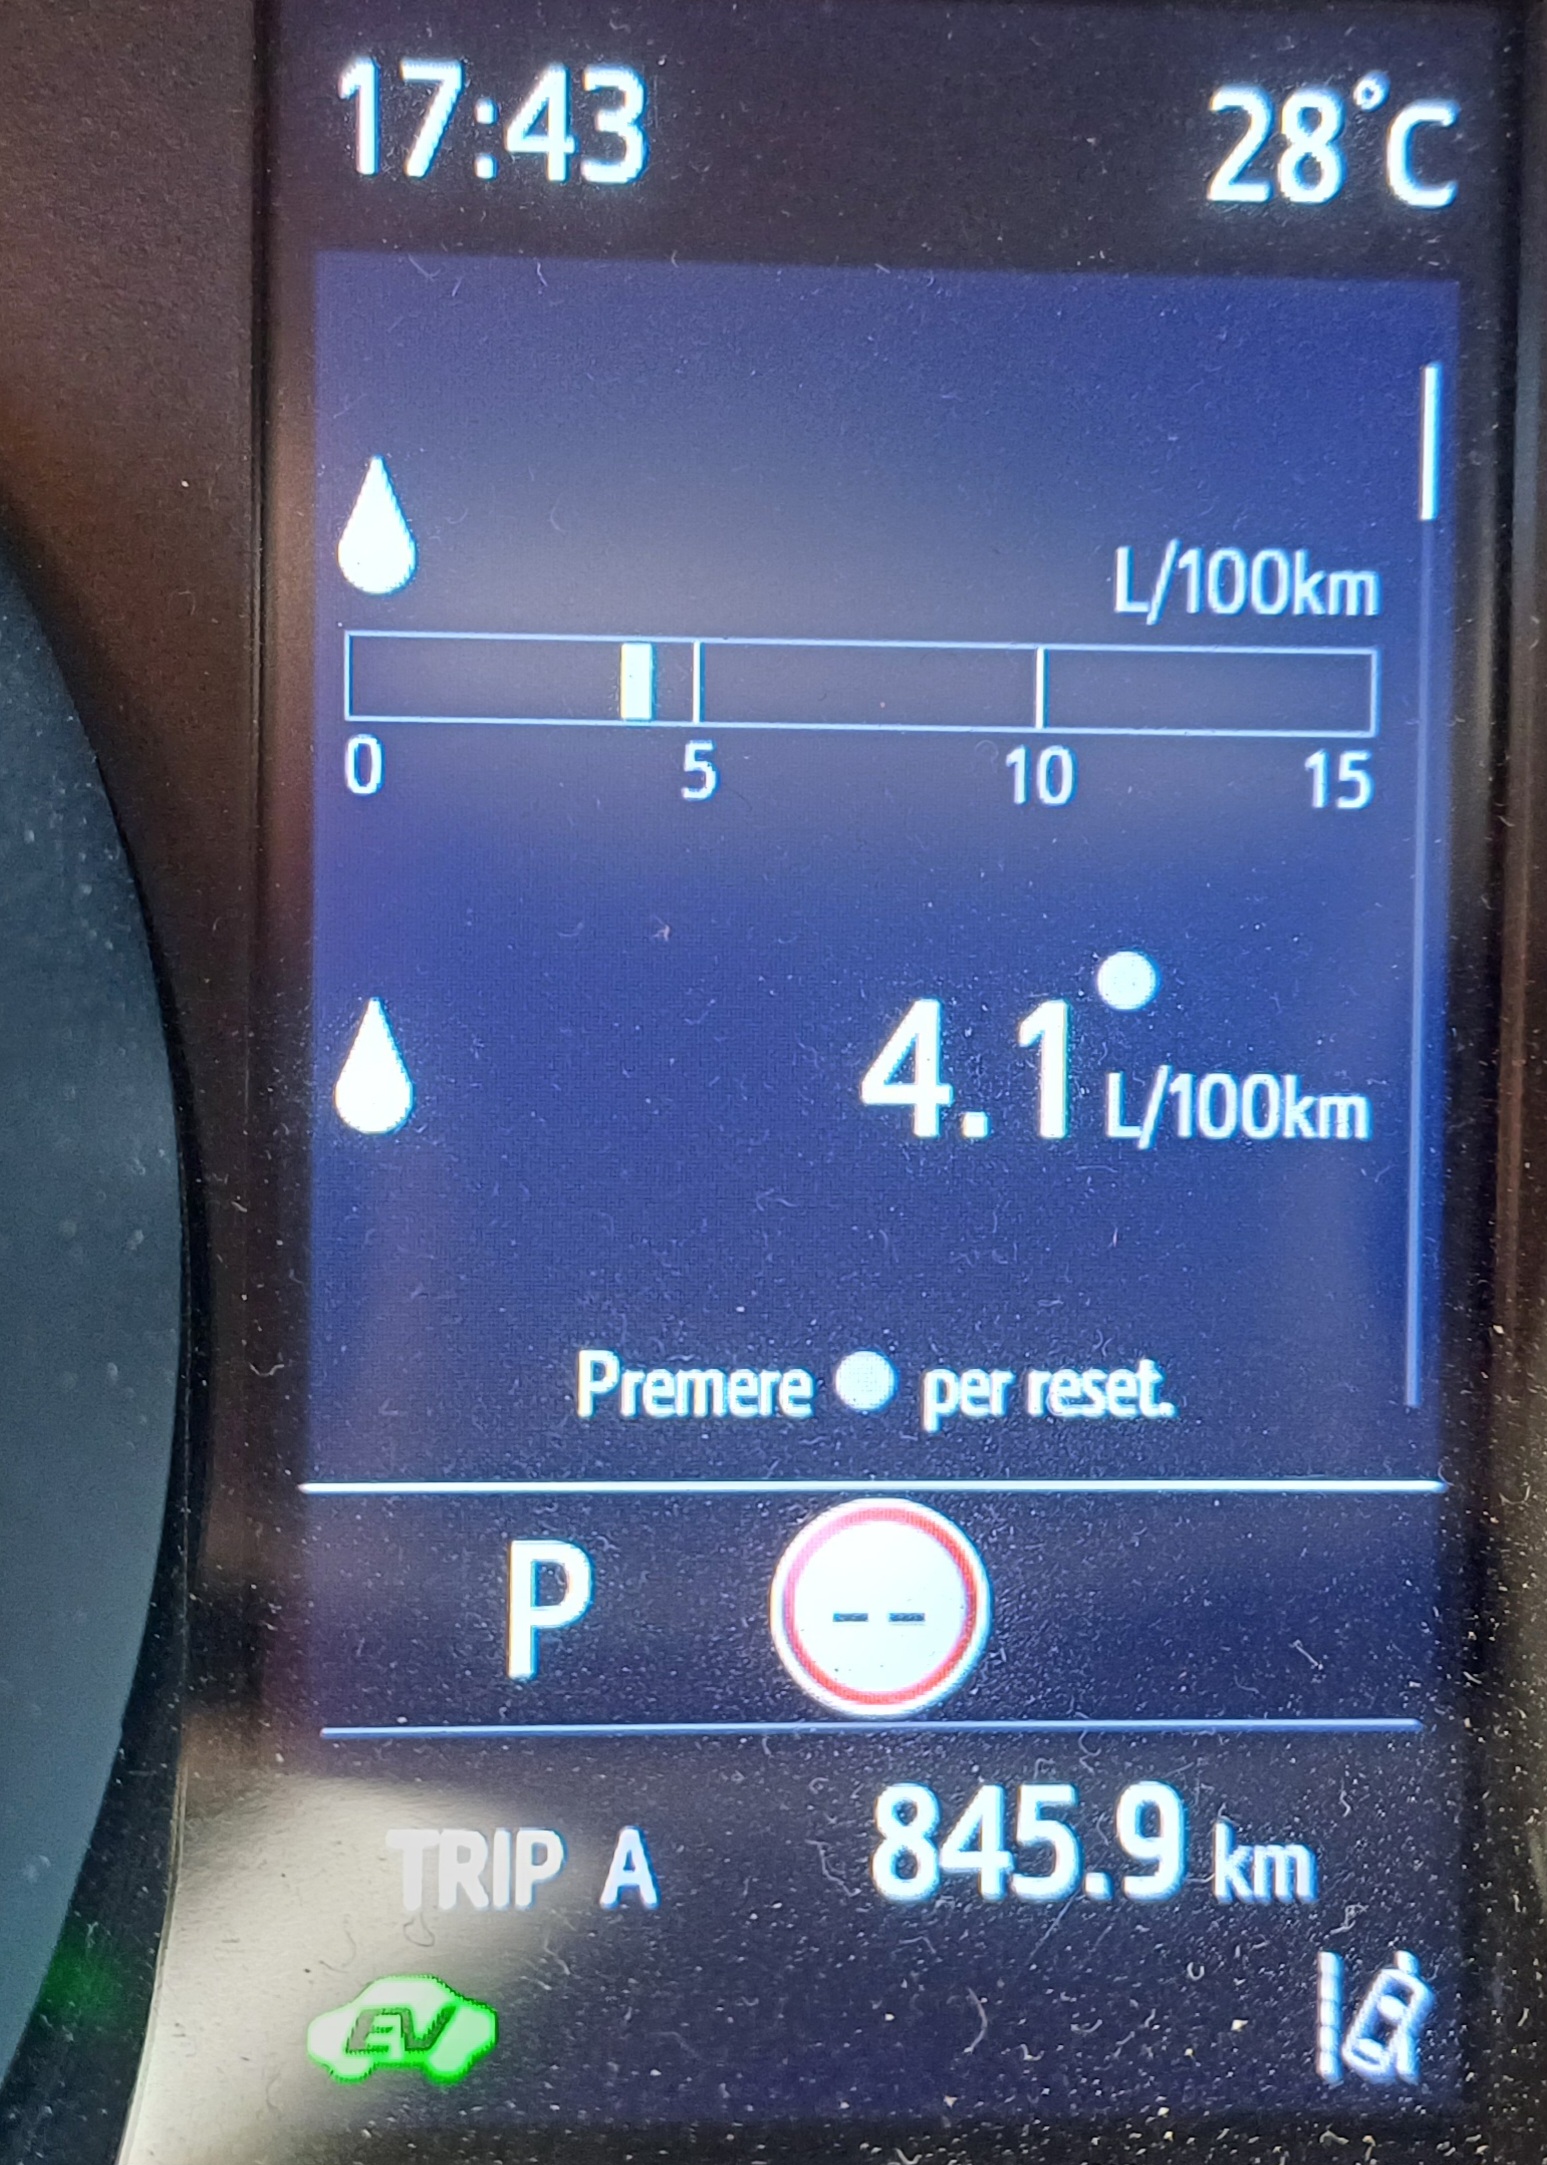 17:43 28°C
L/100km
0 5 10 15
4.1 L/100km
Premere ● per reset.
P --
TRIP A 845.9 km
EV